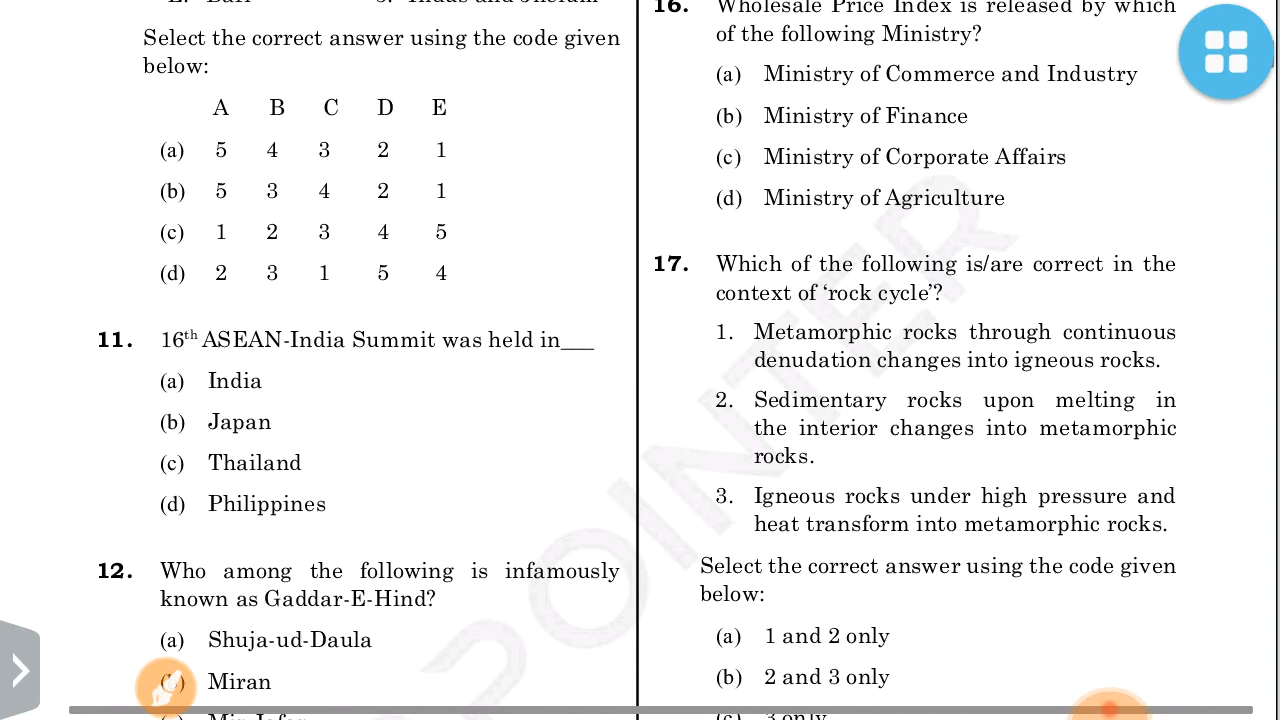 Select the correct answer using the code given
below:
A B C D E
(a) 5 4 3 2 1
(b) 5 3 4 2 1
(c) 1 2 3 4 5
(d) 2 3 1 5 4
11. 16th ASEAN-India Summit was held in___
(a) India
(b) Japan
(c) Thailand
(d) Philippines
12. Who among the following is infamously
known as Gaddar-E-Hind?
(a) Shuja-ud-Daula
Miran
16. Wholesale Price Index is released by which
of the following Ministry?
(a) Ministry of Commerce and Industry
(b) Ministry of Finance
(c) Ministry of Corporate Affairs
(d) Ministry of Agriculture
17. Which of the following is/are correct in the
context of ‘rock cycle’?
1. Metamorphic rocks through continuous
denudation changes into igneous rocks.
2. Sedimentary rocks upon melting in
the interior changes into metamorphic
rocks.
3. Igneous rocks under high pressure and
heat transform into metamorphic rocks.
Select the correct answer using the code given
below:
(a) 1 and 2 only
(b) 2 and 3 only
(c) 3 only
POINTER